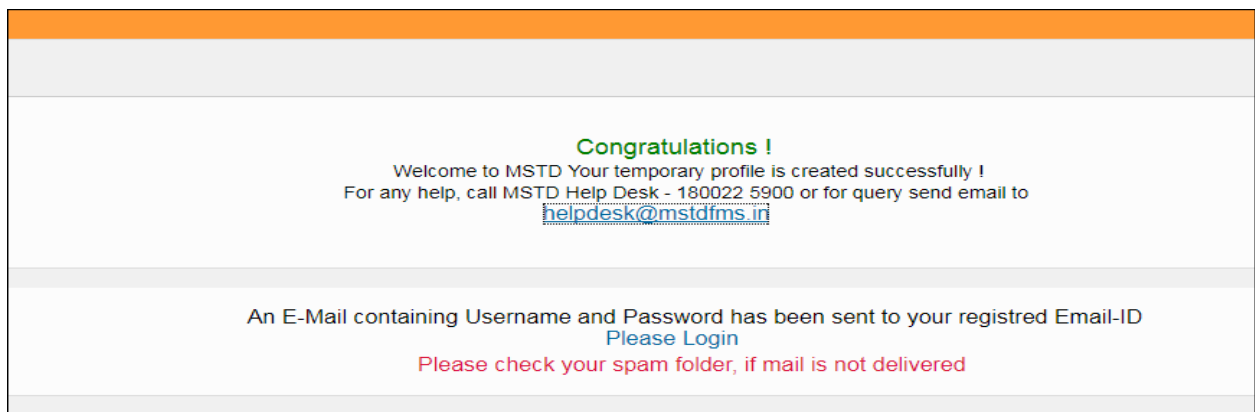 Congratulations !
Welcome to MSTD Your temporary profile is created successfully !
For any help, call MSTD Help Desk - 180022 5900 or for query send email to
helpdesk@mstdfms.in
An E-Mail containing Username and Password has been sent to your registred Email-ID
Please Login
Please check your spam folder, if mail is not delivered